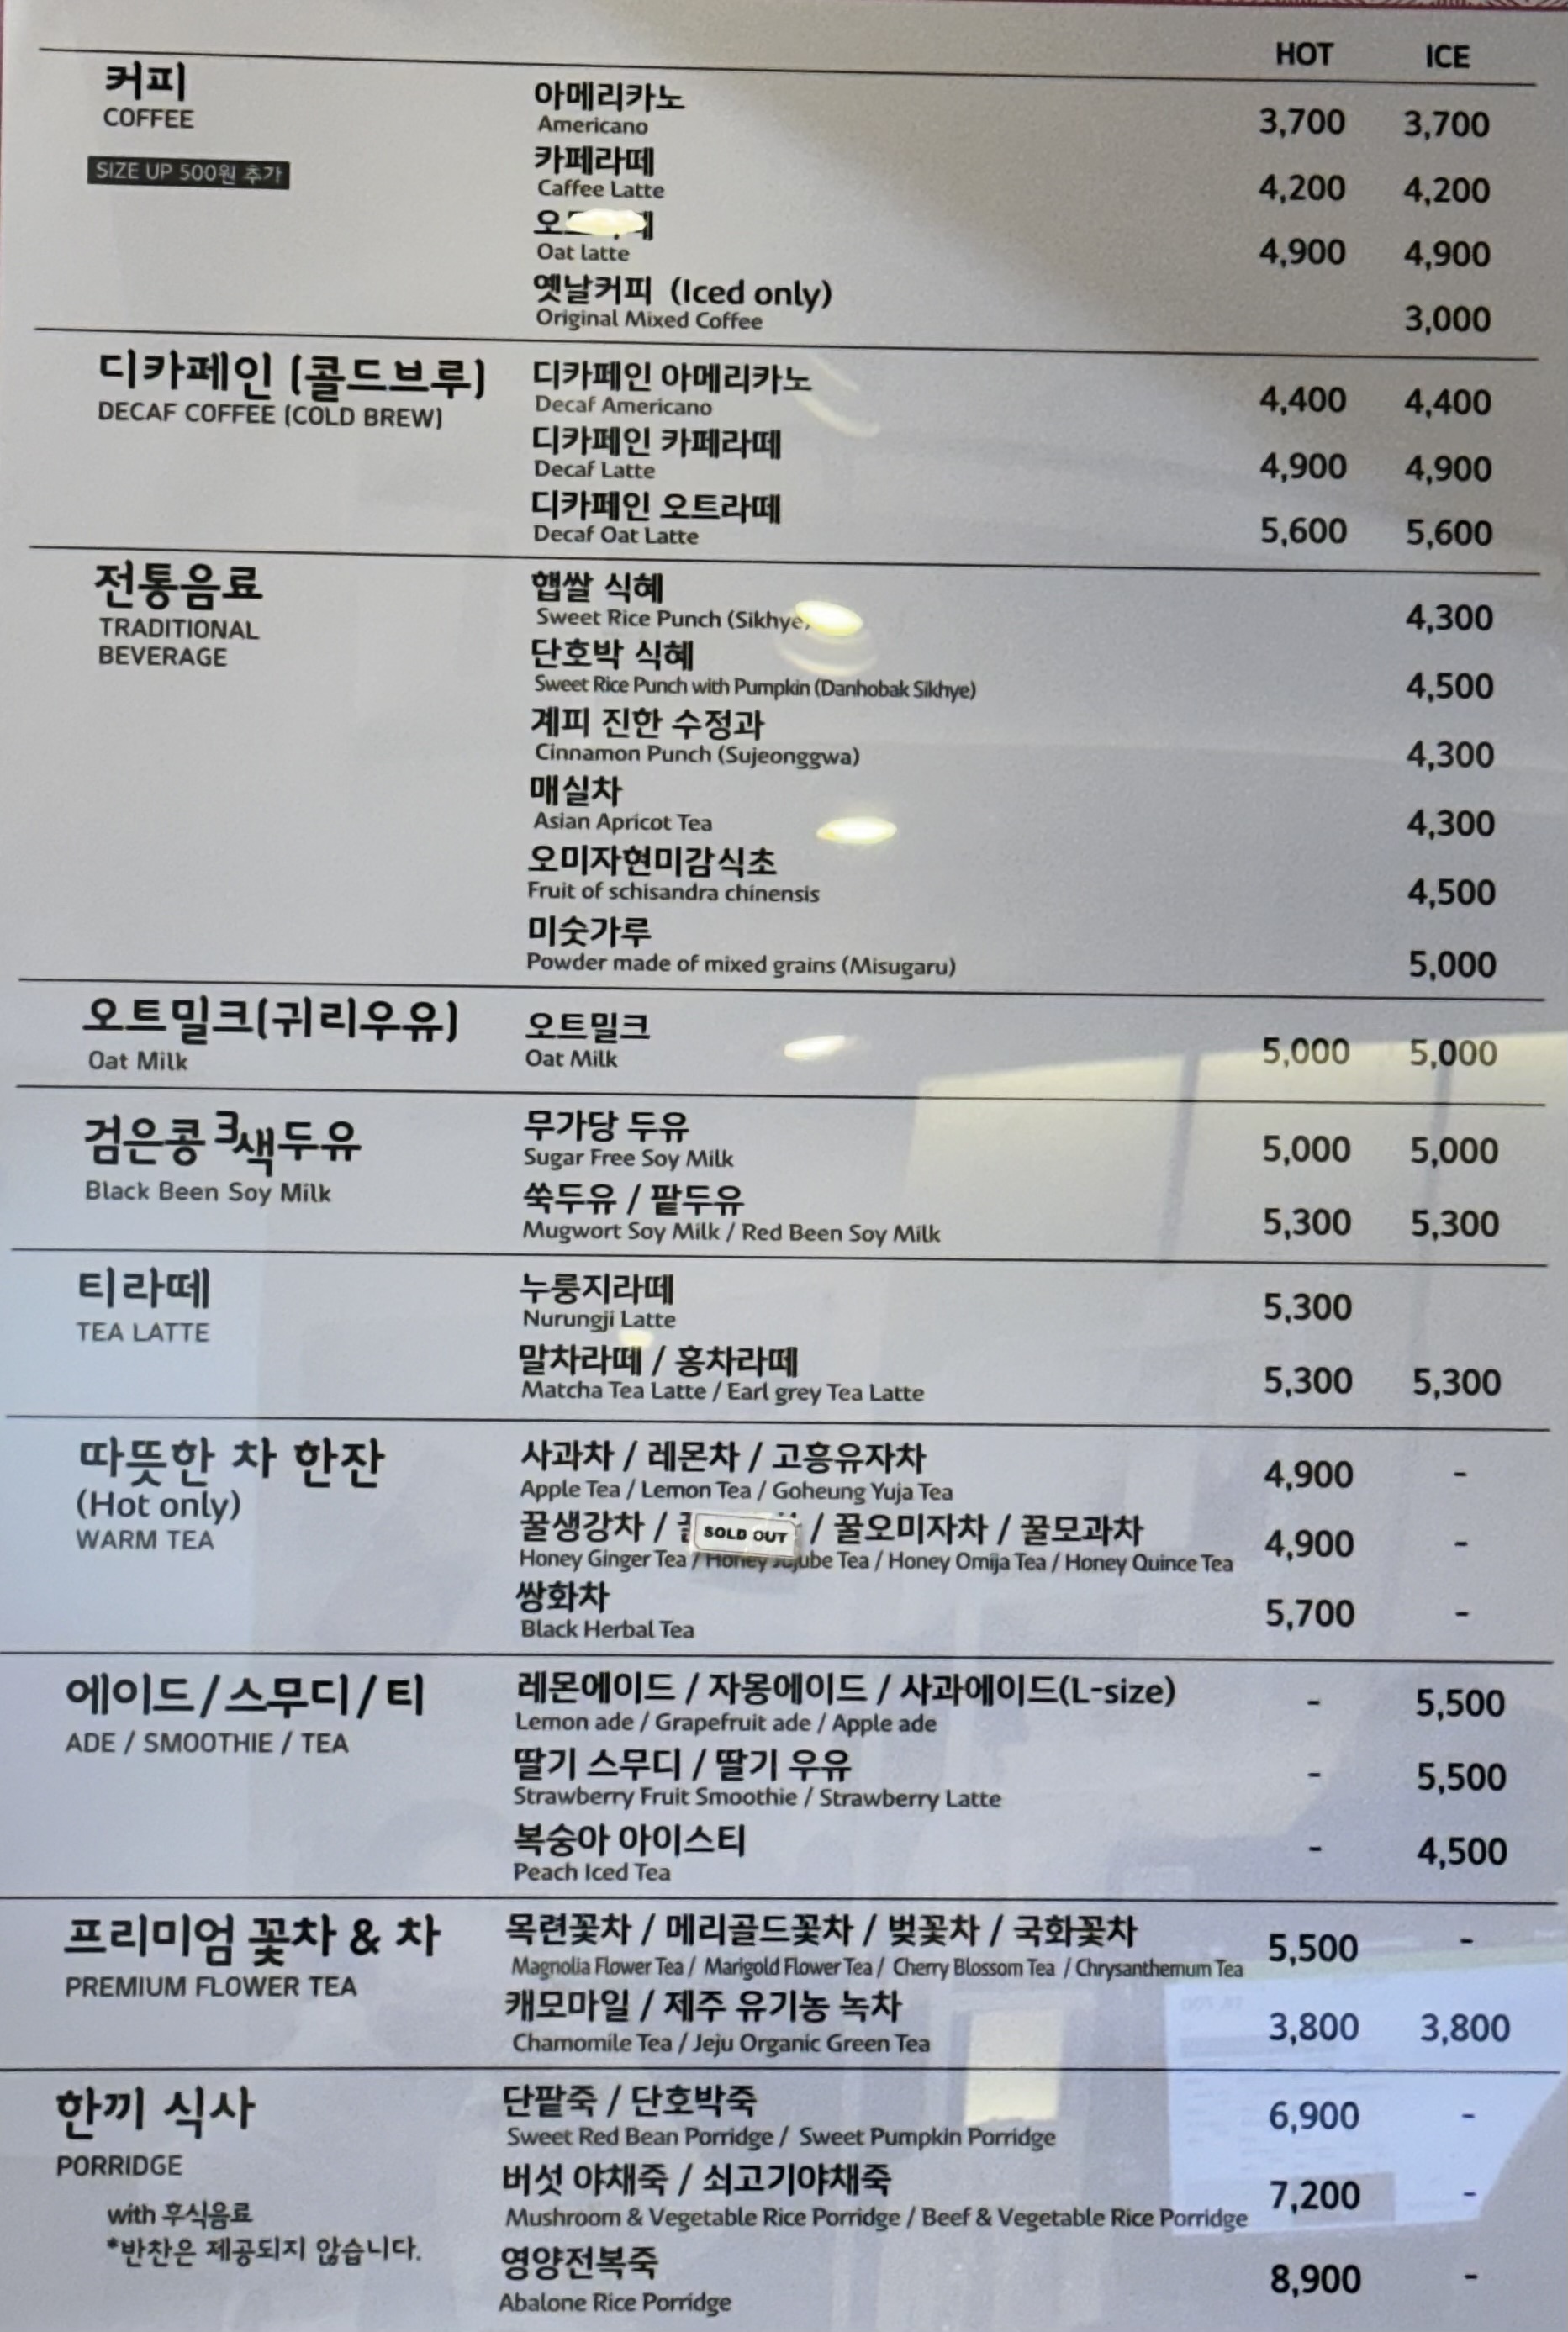 HOT ICE
커피
COFFEE
SIZE UP 500원 추가
아메리카노
Americano
3,700 3,700
카페라떼
Caffee Latte
4,200 4,200
Oat latte
4,900 4,900
옛날커피 (Iced only)
Original Mixed Coffee
3,000
디카페인 (콜드브루)
DECAF COFFEE (COLD BREW)
디카페인 아메리카노
Decaf Americano
4,400 4,400
디카페인 카페라떼
Decaf Latte
4,900 4,900
디카페인 오트라떼
Decaf Oat Latte
5,600 5,600
전통음료
TRADITIONAL
BEVERAGE
햅쌀 식혜
Sweet Rice Punch (Sikhye)
4,300
단호박 식혜
Sweet Rice Punch with Pumpkin (Danhobak Sikhye)
4,500
계피 진한 수정과
Cinnamon Punch (Sujeonggwa)
4,300
매실차
Asian Apricot Tea
4,300
오미자현미감식초
Fruit of schisandra chinensis
4,500
미숫가루
Powder made of mixed grains (Misugaru)
5,000
오트밀크(귀리우유)
Oat Milk
오트밀크
Oat Milk
5,000 5,000
검은콩 3색두유
Black Been Soy Milk
무가당 두유
Sugar Free Soy Milk
5,000 5,000
쑥두유 / 팥두유
Mugwort Soy Milk / Red Been Soy Milk
5,300 5,300
티라떼
TEA LATTE
누룽지라떼
Nurungji Latte
5,300
말차라떼 / 홍차라떼
Matcha Tea Latte / Earl grey Tea Latte
5,300 5,300
따뜻한 차 한잔
(Hot only)
WARM TEA
사과차 / 레몬차 / 고흥유자차
Apple Tea / Lemon Tea / Goheung Yuja Tea
4,900 -
꿀생강차 / SOLD OUT / 꿀오미자차 / 꿀모과차
Honey Ginger Tea / Honey Jujube Tea / Honey Omija Tea / Honey Quince Tea
4,900 -
쌍화차
Black Herbal Tea
5,700 -
에이드/스무디/티
ADE / SMOOTHIE / TEA
레몬에이드 / 자몽에이드 / 사과에이드(L-size)
Lemon ade / Grapefruit ade / Apple ade
- 5,500
딸기 스무디 / 딸기 우유
Strawberry Fruit Smoothie / Strawberry Latte
- 5,500
복숭아 아이스티
Peach Iced Tea
- 4,500
프리미엄 꽃차 & 차
PREMIUM FLOWER TEA
목련꽃차 / 메리골드꽃차 / 벚꽃차 / 국화꽃차
Magnolia Flower Tea / Marigold Flower Tea / Cherry Blossom Tea / Chrysanthemum Tea
5,500 -
캐모마일 / 제주 유기농 녹차
Chamomile Tea / Jeju Organic Green Tea
3,800 3,800
한끼 식사
PORRIDGE
with 후식음료
*반찬은 제공되지 않습니다.
단팥죽 / 단호박죽
Sweet Red Bean Porridge / Sweet Pumpkin Porridge
6,900 -
버섯 야채죽 / 쇠고기야채죽
Mushroom & Vegetable Rice Porridge / Beef & Vegetable Rice Porridge
7,200 -
영양전복죽
Abalone Rice Porridge
8,900 -